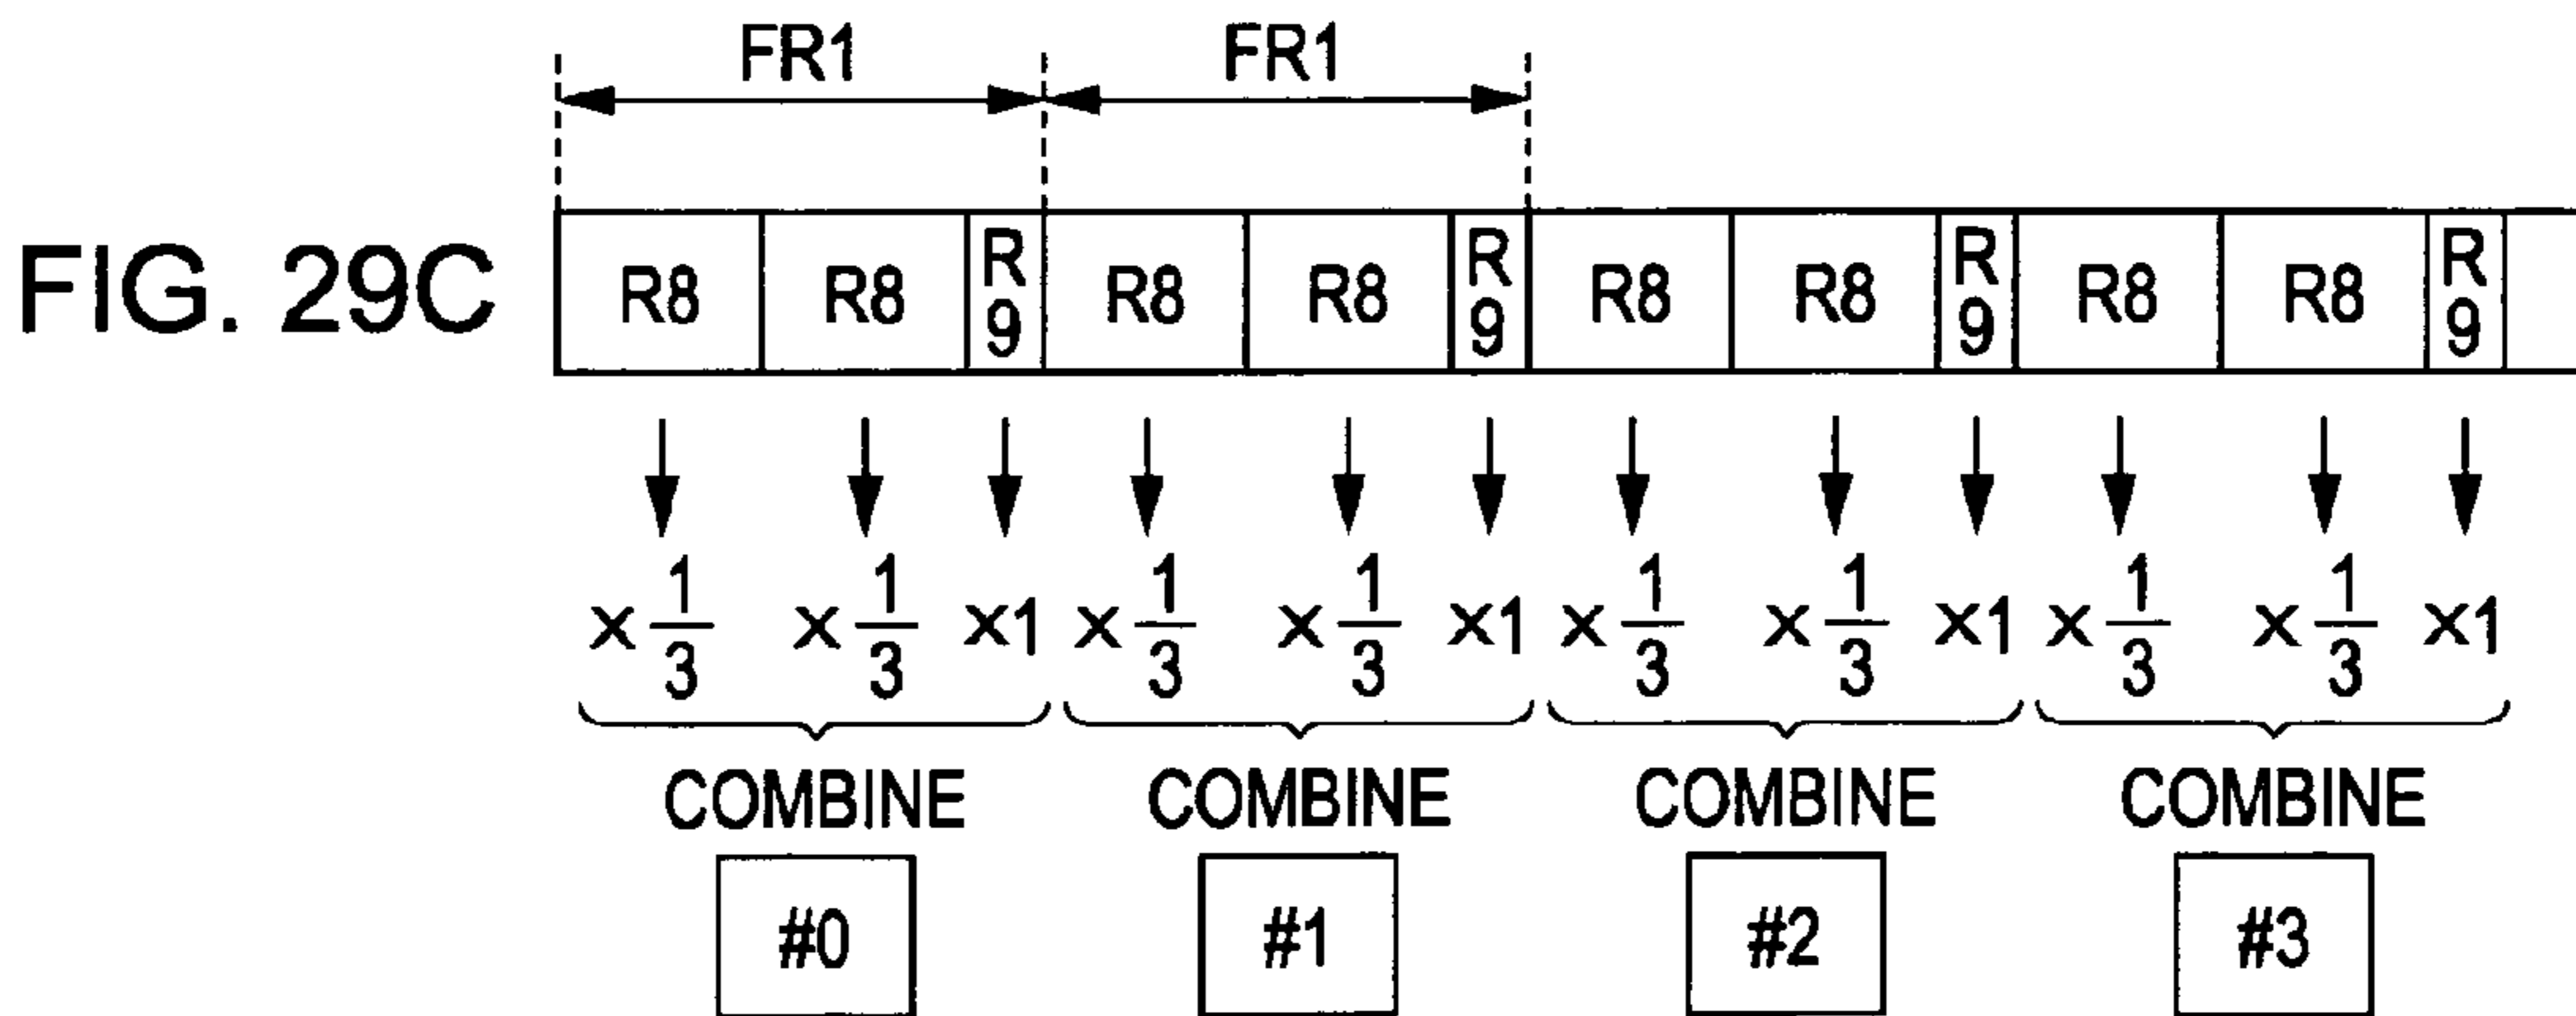 FR1 FR1
FIG. 29C R8 R8 R9 R8 R8 R9 R8 R8 R9 R8 R8 R9
×1/3 ×1/3 ×1 ×1/3 ×1/3 ×1 ×1/3 ×1/3 ×1 ×1/3 ×1/3 ×1
COMBINE COMBINE COMBINE COMBINE
#0 #1 #2 #3